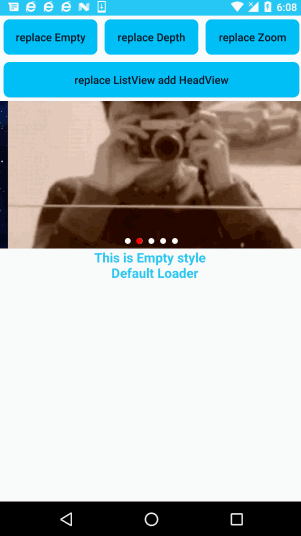 6:08
replace Empty
replace Depth
replace Zoom
replace ListView add HeadView
This is Empty style
Default Loader